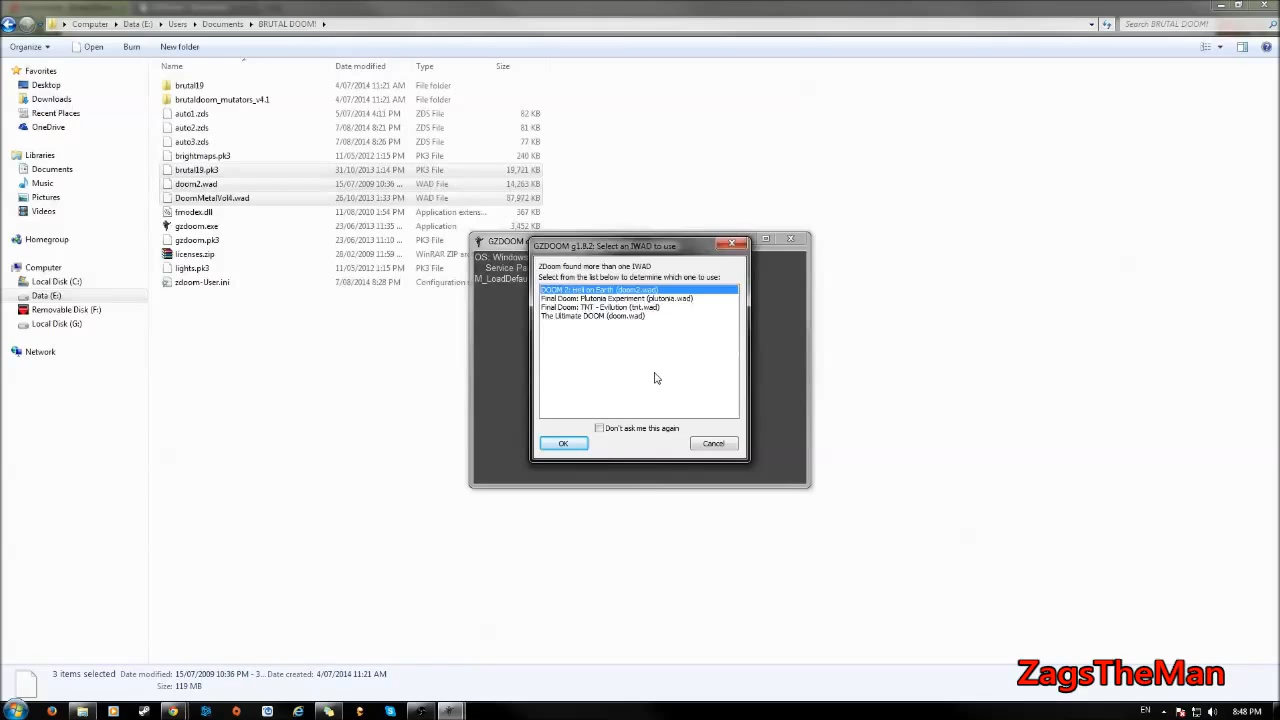 Computer ▸ Data (E:) ▸ Users ▸ Documents ▸ BRUTAL DOOM! ▸
Search BRUTAL DOOM!
Organize ▾ Open Burn New folder
Name Date modified Type Size
Favorites
Desktop
Downloads
Recent Places
OneDrive
Libraries
Documents
Music
Pictures
Videos
Homegroup
Computer
Local Disk (C:)
Data (E:)
Removable Disk (F:)
Local Disk (G:)
Network
brutal19 4/07/2014 11:21 AM File folder
brutaldoom_mutators_v4.1 4/07/2014 11:21 AM File folder
auto1.zds 5/07/2014 4:11 PM ZDS File 82 KB
auto2.zds 7/08/2014 8:21 PM ZDS File 81 KB
auto3.zds 7/08/2014 8:26 PM ZDS File 77 KB
brightmaps.pk3 11/05/2012 1:15 PM PK3 File 240 KB
brutal19.pk3 31/10/2013 1:14 PM PK3 File 19,721 KB
doom2.wad 15/07/2009 10:36 ... WAD File 14,263 KB
DoomMetalVol4.wad 26/10/2013 1:33 PM WAD File 87,972 KB
fmodex.dll 11/08/2010 1:54 PM Application extens... 367 KB
gzdoom.exe 23/06/2013 11:35 ... Application 3,452 KB
gzdoom.pk3 23/06/2013 11:10 ... PK3 File
licenses.zip 28/02/2009 11:59 ... WinRAR ZIP
lights.pk3 11/05/2012 1:15 PM PK3 File
zdoom-User.ini 7/08/2014 8:28 PM Configuration
GZDOOM
OS: Windows
Service Pa
M_LoadDefau
GZDOOM g1.8.2: Select an IWAD to use
ZDoom found more than one IWAD
Select from the list below to determine which one to use:
DOOM 2: Hell on Earth (doom2.wad)
Final Doom: Plutonia Experiment (plutonia.wad)
Final Doom: TNT - Evilution (tnt.wad)
The Ultimate DOOM (doom.wad)
Don't ask me this again
OK Cancel
3 items selected Date modified: 15/07/2009 10:36 PM - 3... Date created: 4/07/2014 11:21 AM
Size: 119 MB
ZagsTheMan
EN 8:48 PM